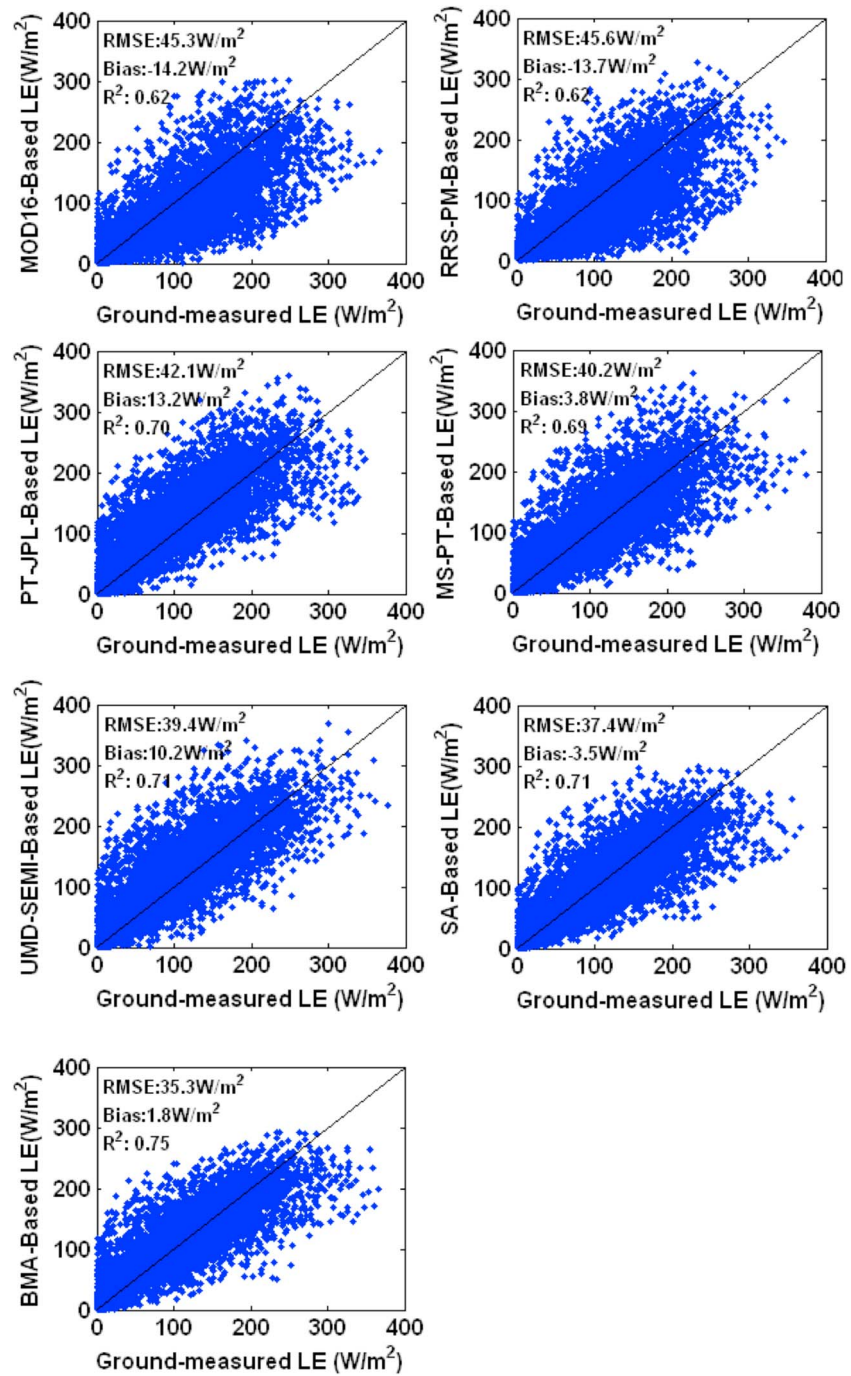 400
300
200
100
0
MOD16-Based LE(W/m²)
RMSE:45.3W/m²
Bias:-14.2W/m²
R²: 0.62
0 100 200 300 400
Ground-measured LE (W/m²)
400
300
200
100
0
RRS-PM-Based LE(W/m²)
RMSE:45.6W/m²
Bias:-13.7W/m²
R²: 0.62
0 100 200 300 400
Ground-measured LE (W/m²)
400
300
200
100
0
PT-JPL-Based LE(W/m²)
RMSE:42.1W/m²
Bias:13.2W/m²
R²: 0.70
0 100 200 300 400
Ground-measured LE (W/m²)
400
300
200
100
0
MS-PT-Based LE(W/m²)
RMSE:40.2W/m²
Bias:3.8W/m²
R²: 0.69
0 100 200 300 400
Ground-measured LE (W/m²)
400
300
200
100
0
UMD-SEMI-Based LE(W/m²)
RMSE:39.4W/m²
Bias:10.2W/m²
R²: 0.71
0 100 200 300 400
Ground-measured LE (W/m²)
400
300
200
100
0
SA-Based LE(W/m²)
RMSE:37.4W/m²
Bias:-3.5W/m²
R²: 0.71
0 100 200 300 400
Ground-measured LE (W/m²)
400
300
200
100
0
BMA-Based LE(W/m²)
RMSE:35.3W/m²
Bias:1.8W/m²
R²: 0.75
0 100 200 300 400
Ground-measured LE (W/m²)